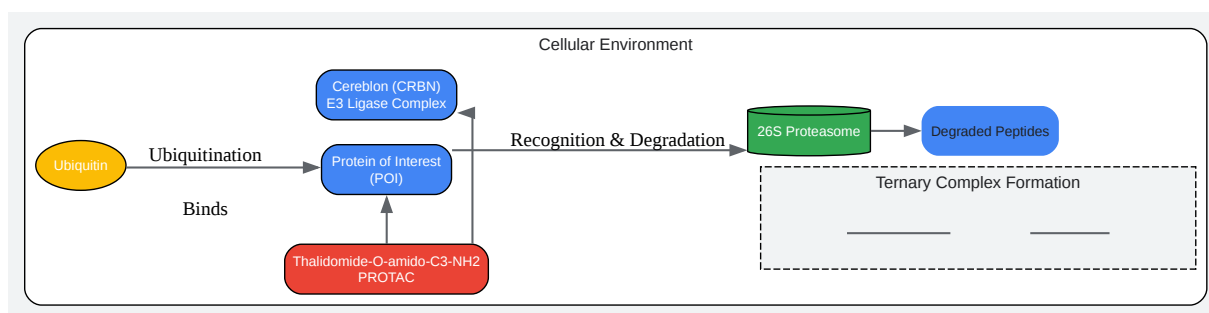 Cellular Environment
Cereblon (CRBN)
E3 Ligase Complex
Ubiquitin
Ubiquitination
Protein of Interest
(POI)
Recognition & Degradation
26S Proteasome
Degraded Peptides
Ternary Complex Formation
Binds
Thalidomide-O-amido-C3-NH2
PROTAC